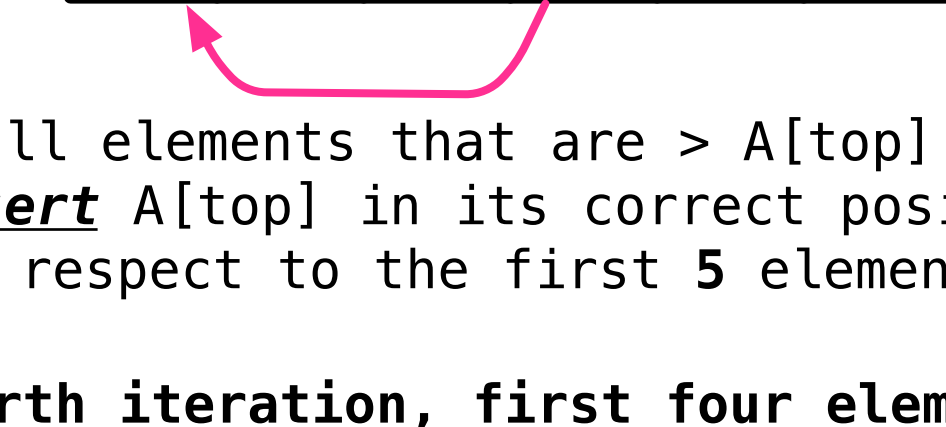 ll elements that are > A[top]
ert A[top] in its correct posi
respect to the first 5 elemen
rth iteration, first four elem